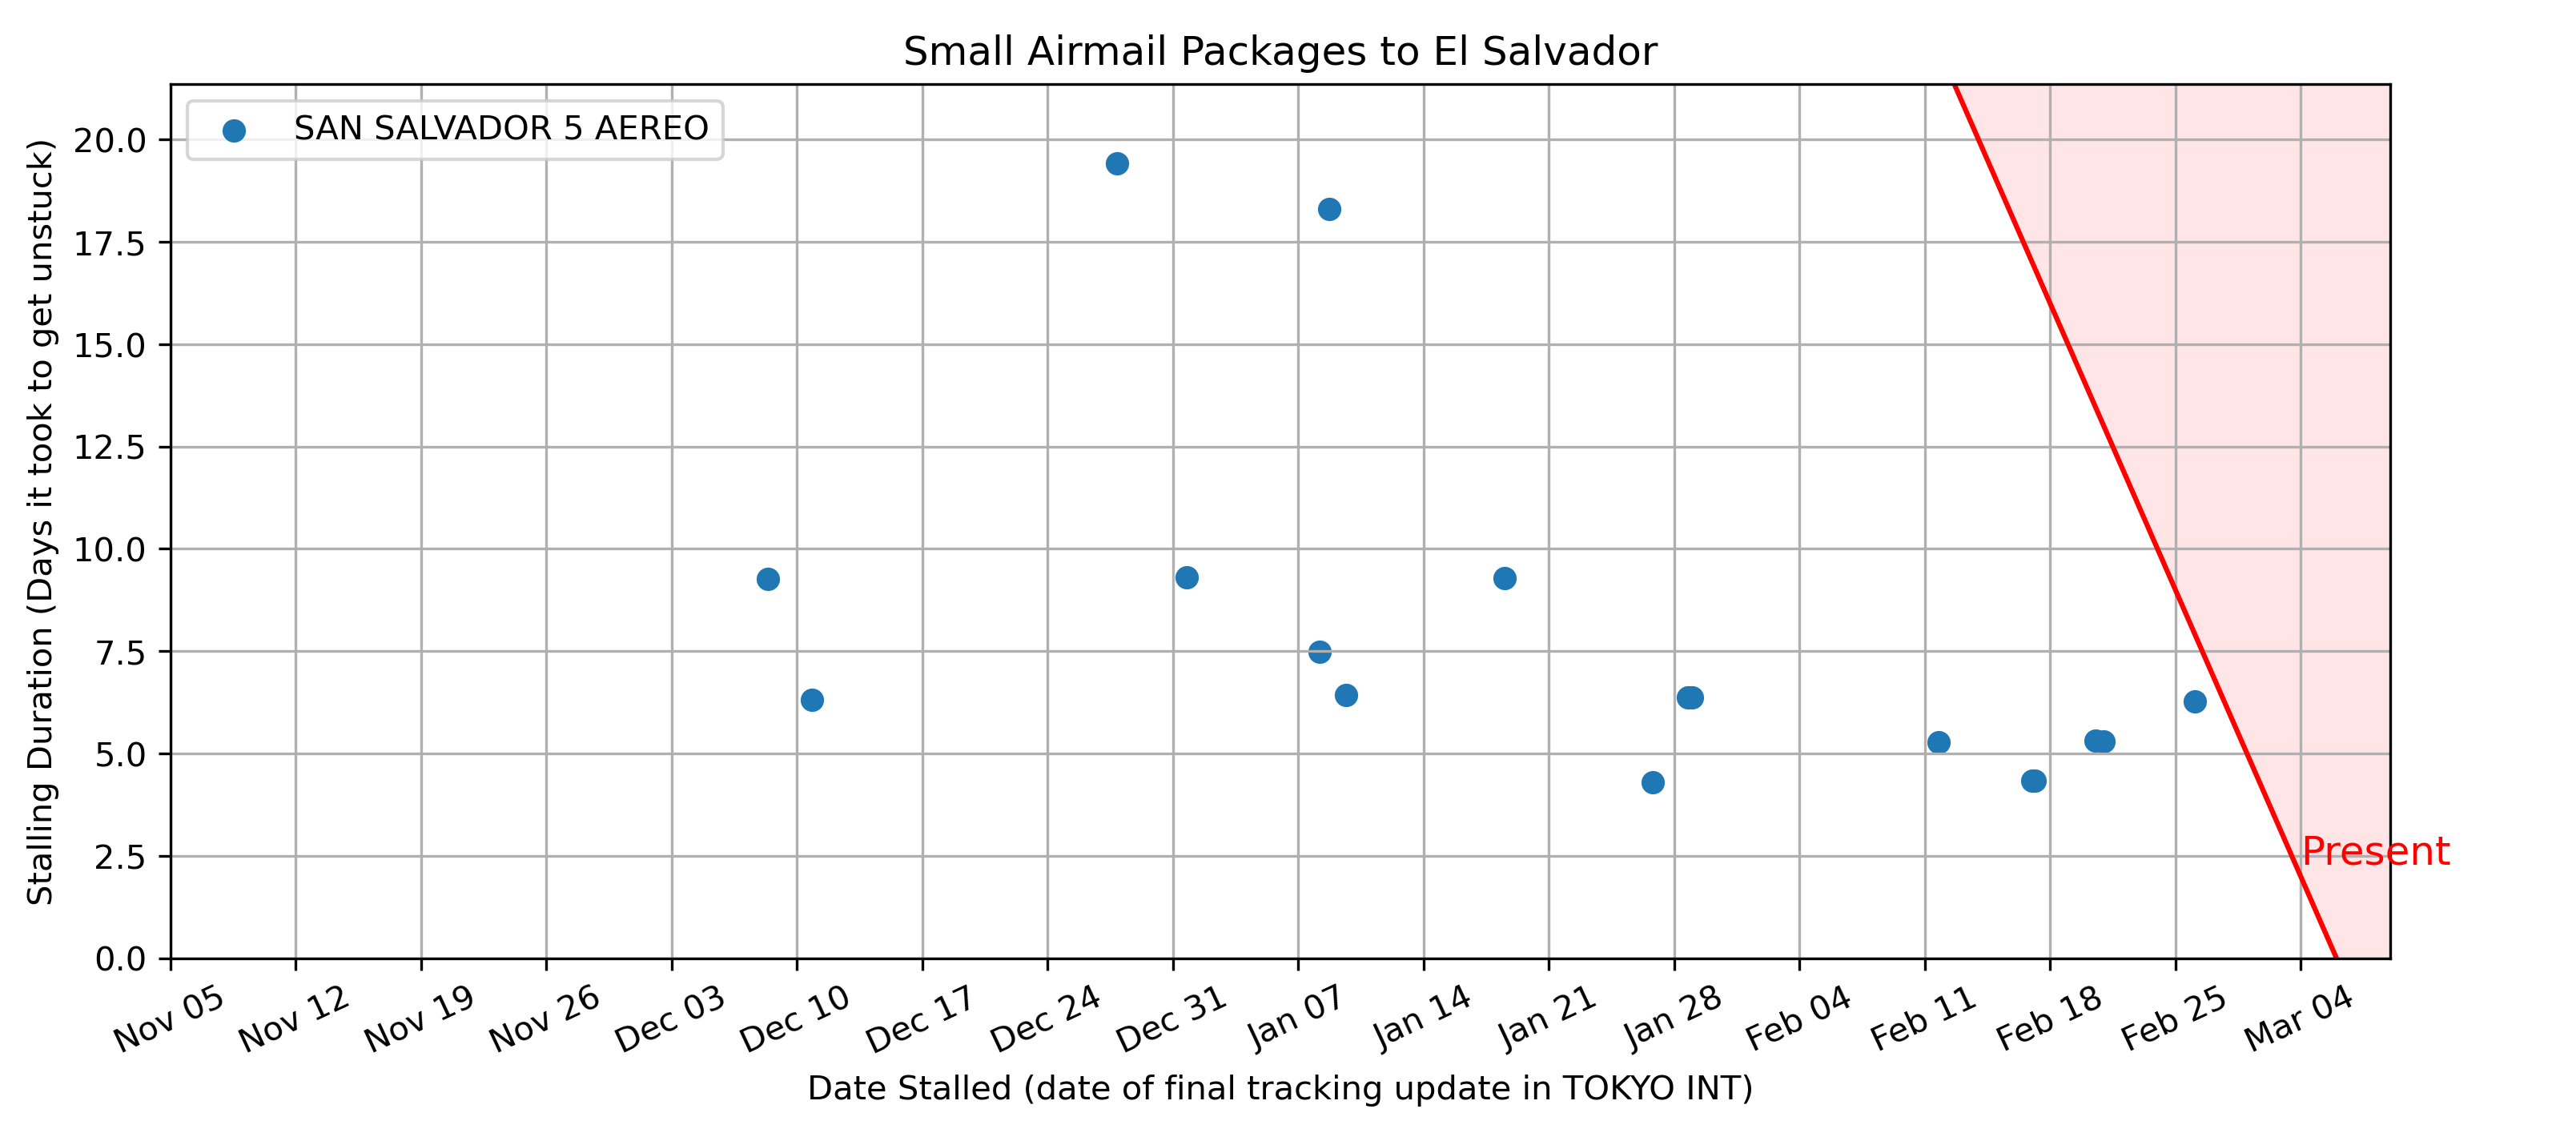 Small Airmail Packages to El Salvador
SAN SALVADOR 5 AEREO
Stalling Duration (Days it took to get unstuck)
20.0
17.5
15.0
12.5
10.0
7.5
5.0
2.5
0.0
Present
Nov 05
Nov 12
Nov 19
Nov 26
Dec 03
Dec 10
Dec 17
Dec 24
Dec 31
Jan 07
Jan 14
Jan 21
Jan 28
Feb 04
Feb 11
Feb 18
Feb 25
Mar 04
Date Stalled (date of final tracking update in TOKYO INT)